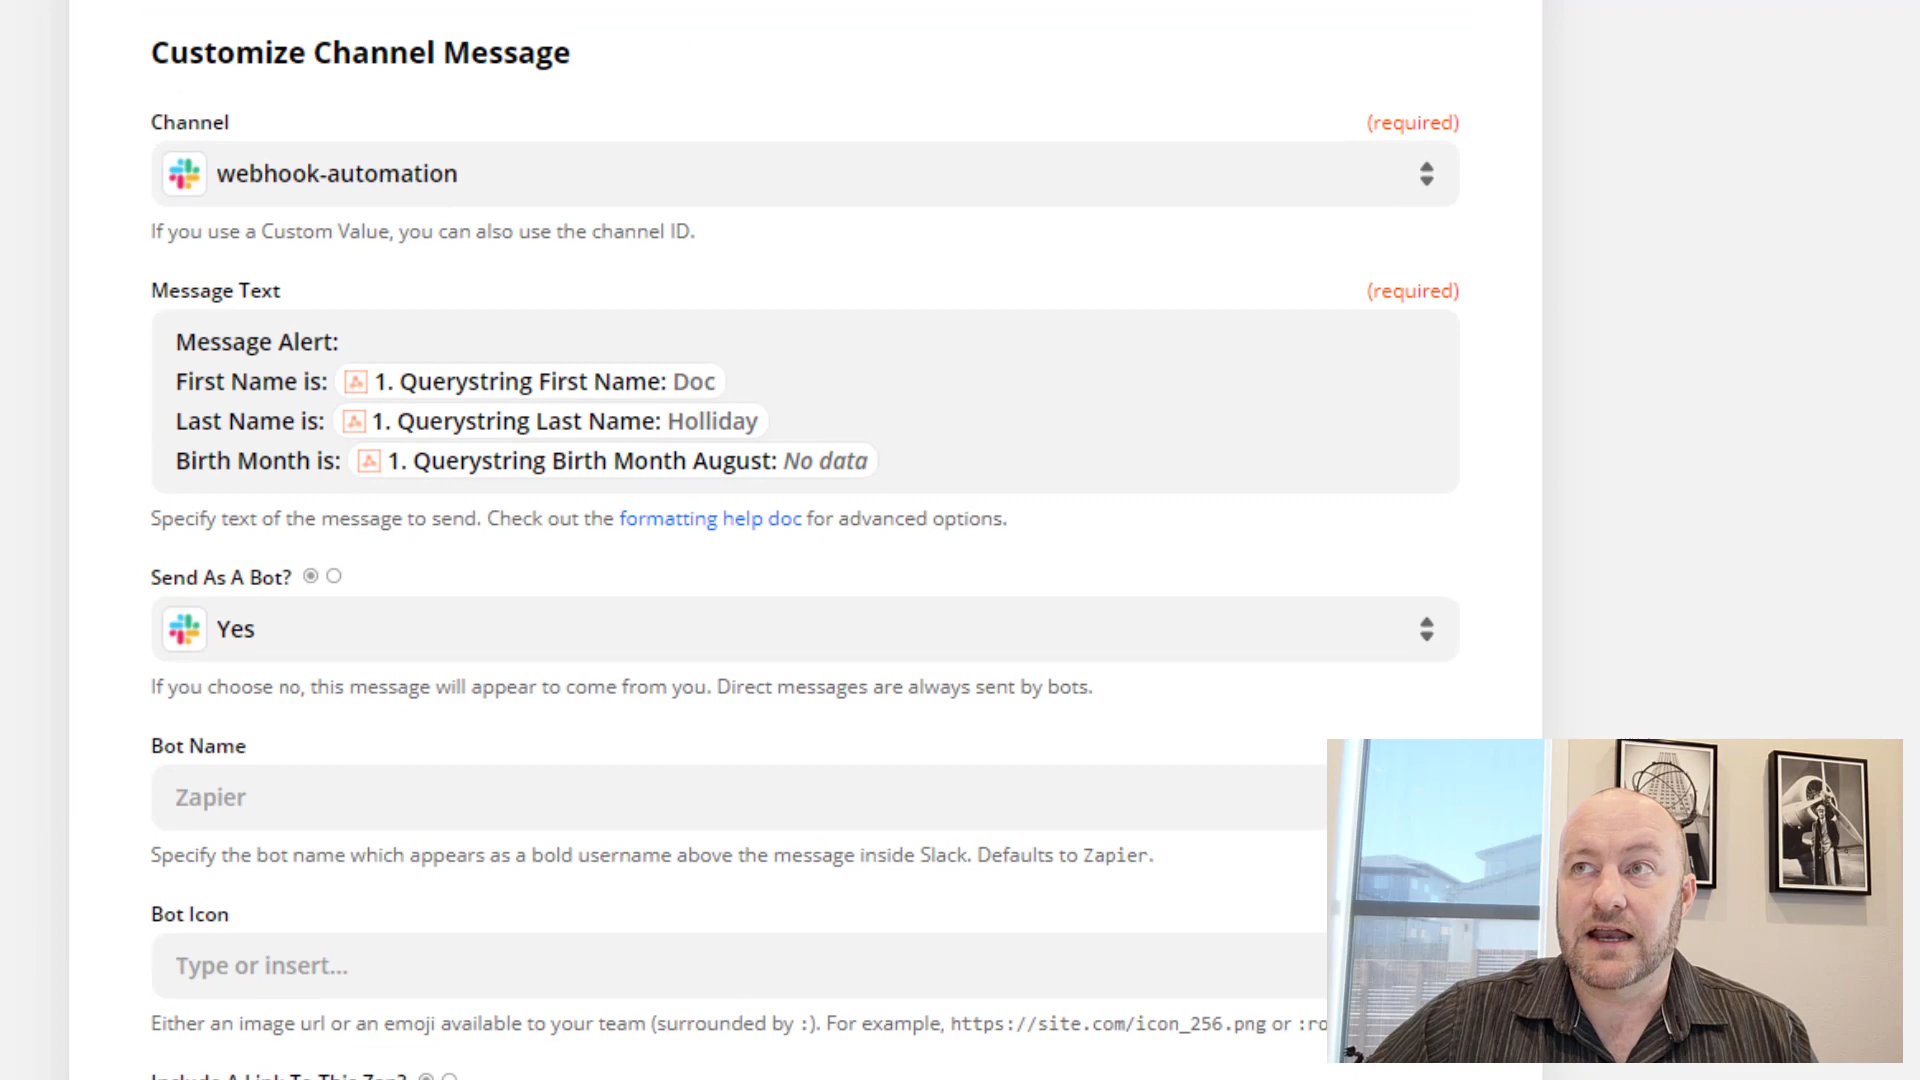 Customize Channel Message
Channel
(required)
webhook-automation
If you use a Custom Value, you can also use the channel ID.
Message Text
(required)
Message Alert:
First Name is: 1. Querystring First Name: Doc
Last Name is: 1. Querystring Last Name: Holliday
Birth Month is: 1. Querystring Birth Month August: No data
Specify text of the message to send. Check out the formatting help doc for advanced options.
Send As A Bot?
Yes
If you choose no, this message will appear to come from you. Direct messages are always sent by bots.
Bot Name
Zapier
Specify the bot name which appears as a bold username above the message inside Slack. Defaults to Zapier.
Bot Icon
Type or insert...
Either an image url or an emoji available to your team (surrounded by :). For example, https://site.com/icon_256.png or :ro
Include A Link To This Zap?